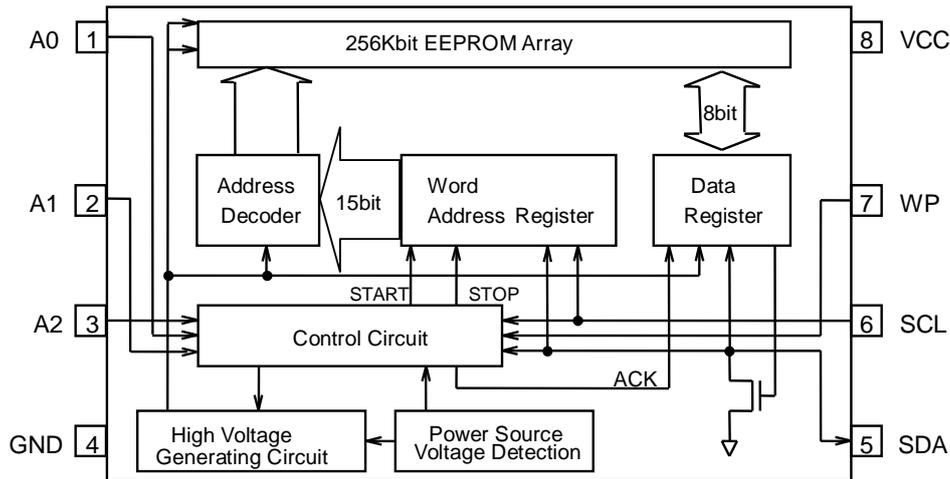 A0 1
256Kbit EEPROM Array
8 VCC
8bit
A1 2
Address
Decoder
15bit
Word
Address Register
Data
Register
7 WP
START
STOP
A2 3
Control Circuit
6 SCL
ACK
GND 4
High Voltage
Generating Circuit
Power Source
Voltage Detection
5 SDA